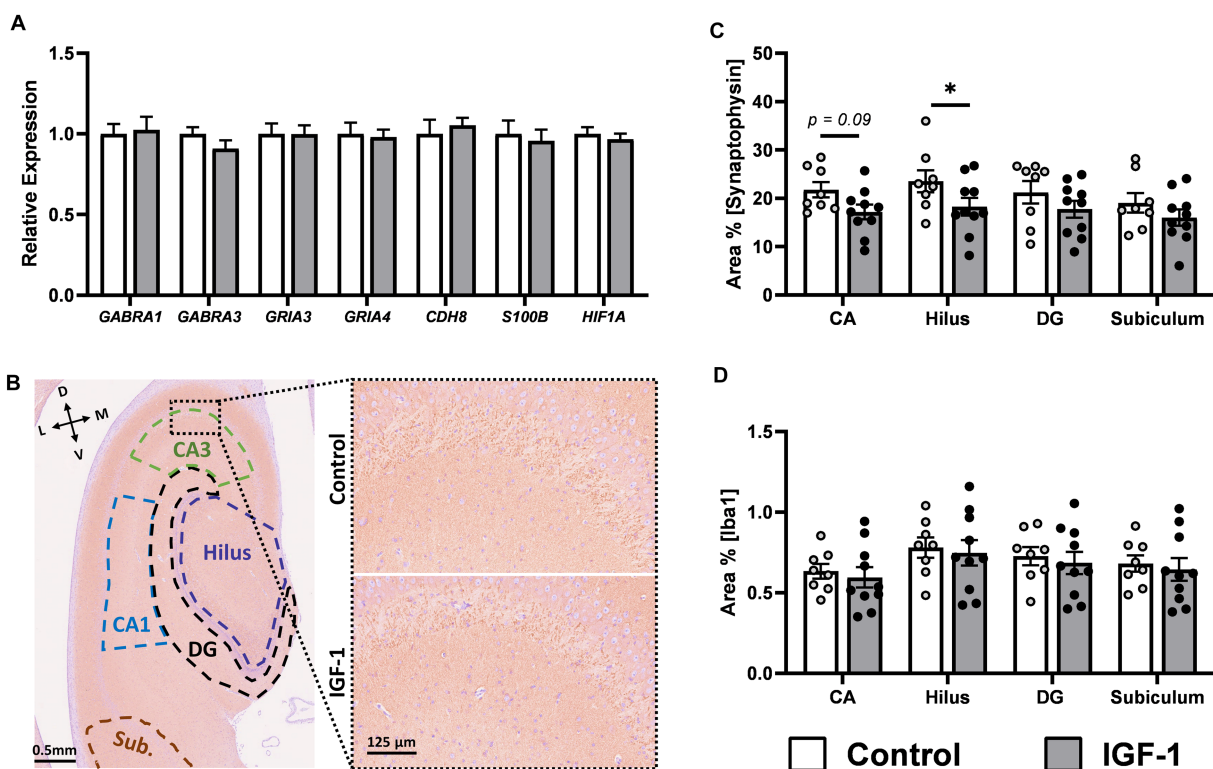 A
1.5
1.0
0.5
0.0
Relative Expression
GABRA1 GABRA3 GRIA3 GRIA4 CDH8 S100B HIF1A
B
D
L M
V
CA3
Hilus
CA1
DG
Sub.
0.5mm
Control
IGF-1
125 µm
C
50
40
30
20
10
0
Area % [Synaptophysin]
p = 0.09
*
CA Hilus DG Subiculum
D
1.5
1.0
0.5
0.0
Area % [Iba1]
CA Hilus DG Subiculum
Control IGF-1